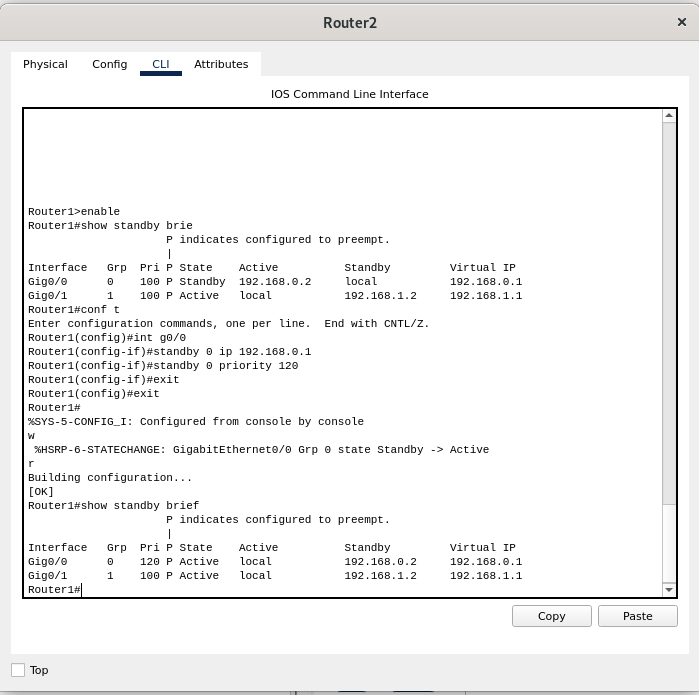 Router2
Physical Config CLI Attributes
IOS Command Line Interface
Router1>enable
Router1#show standby brie
                     P indicates configured to preempt.
                     |
Interface   Grp  Pri P State   Active          Standby         Virtual IP
Gig0/0      0    100 P Standby 192.168.0.2     local           192.168.0.1
Gig0/1      1    100 P Active  local           192.168.1.2     192.168.1.1
Router1#conf t
Enter configuration commands, one per line.  End with CNTL/Z.
Router1(config)#int g0/0
Router1(config-if)#standby 0 ip 192.168.0.1
Router1(config-if)#standby 0 priority 120
Router1(config-if)#exit
Router1(config)#exit
Router1#
%SYS-5-CONFIG_I: Configured from console by console
w
 %HSRP-6-STATECHANGE: GigabitEthernet0/0 Grp 0 state Standby -> Active
r
Building configuration...
[OK]
Router1#show standby brief
                     P indicates configured to preempt.
                     |
Interface   Grp  Pri P State   Active          Standby         Virtual IP
Gig0/0      0    120 P Active  local           192.168.0.2     192.168.0.1
Gig0/1      1    100 P Active  local           192.168.1.2     192.168.1.1
Router1#
Copy Paste
Top